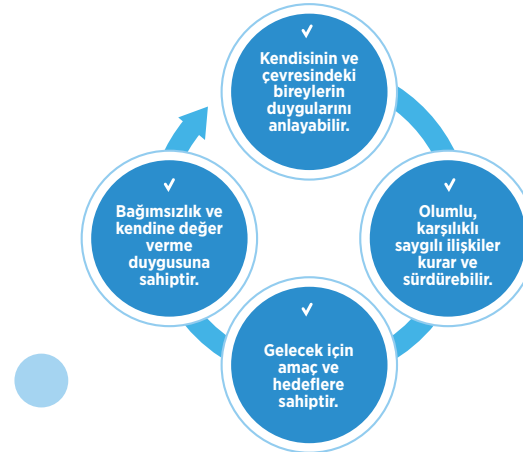 Kendisinin ve
çevresindeki
bireylerin
duygularını
anlayabilir.
Olumlu,
karşılıklı
saygılı ilişkiler
kurar ve
sürdürebilir.
Gelecek için
amaç ve
hedeflere
sahiptir.
Bağımsızlık ve
kendine değer
verme
duygusuna
sahiptir.